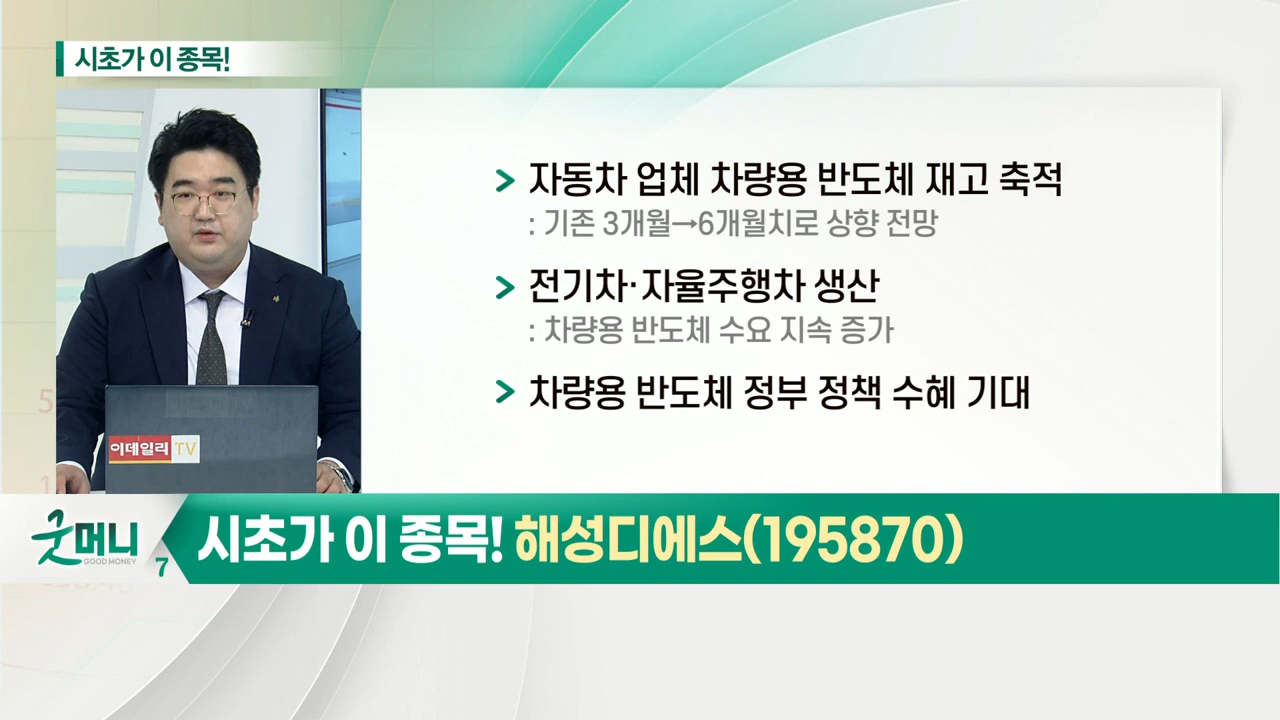 시초가 이 종목!
> 자동차 업체 차량용 반도체 재고 축적
: 기존 3개월→6개월치로 상향 전망
> 전기차·자율주행차 생산
: 차량용 반도체 수요 지속 증가
> 차량용 반도체 정부 정책 수혜 기대
이데일리 TV
굿머니
GOOD MONEY
7
시초가 이 종목! 해성디에스(195870)